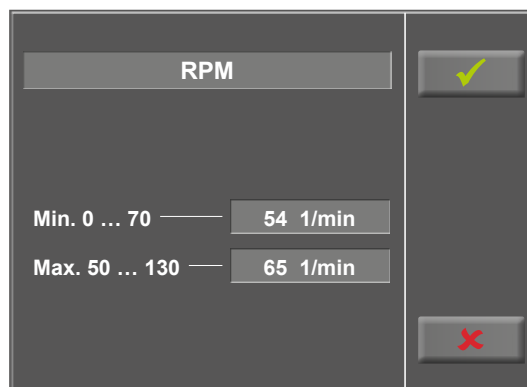 RPM
Min. 0 … 70 54 1/min
Max. 50 … 130 65 1/min